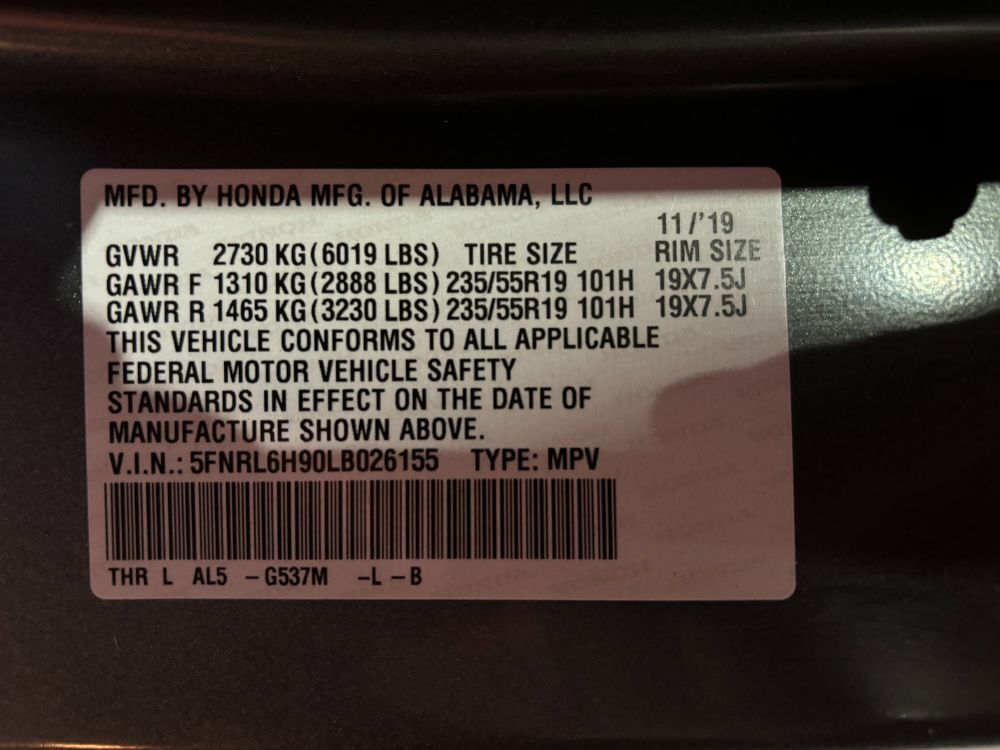 MFD. BY HONDA MFG. OF ALABAMA, LLC
11/'19
GVWR 2730 KG (6019 LBS) TIRE SIZE RIM SIZE
GAWR F 1310 KG (2888 LBS) 235/55R19 101H 19X7.5J
GAWR R 1465 KG (3230 LBS) 235/55R19 101H 19X7.5J
THIS VEHICLE CONFORMS TO ALL APPLICABLE
FEDERAL MOTOR VEHICLE SAFETY
STANDARDS IN EFFECT ON THE DATE OF
MANUFACTURE SHOWN ABOVE.
V.I.N.: 5FNRL6H90LB026155 TYPE: MPV
THR L AL5 -G537M -L -B